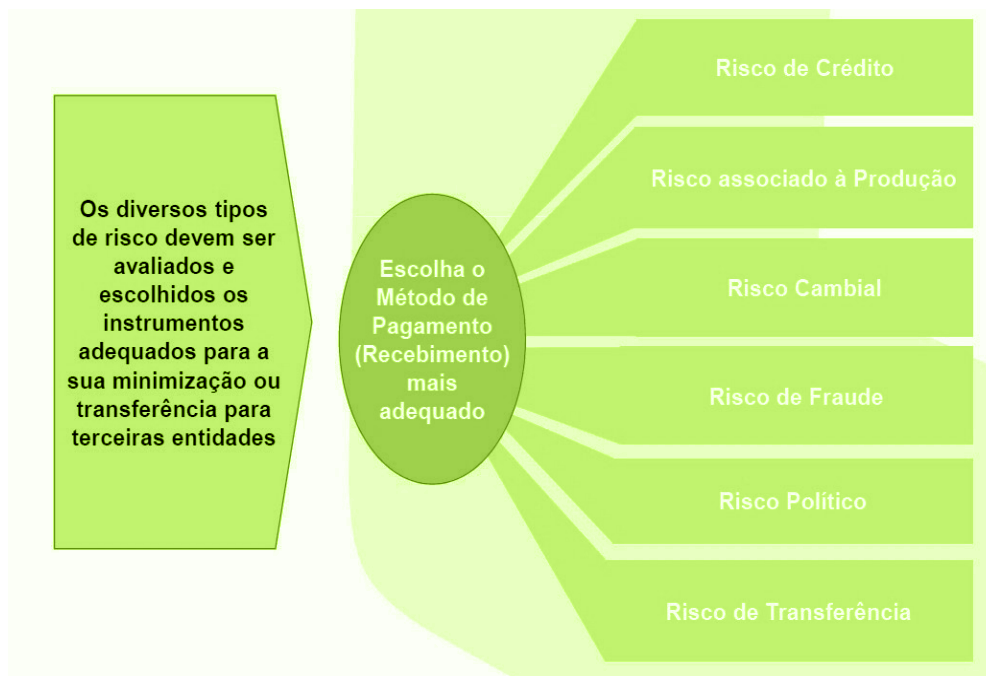 Os diversos tipos
de risco devem ser
avaliados e
escolhidos os
instrumentos
adequados para a
sua minimização ou
transferência para
terceiras entidades
Escolha o
Método de
Pagamento
(Recebimento)
mais
adequado
Risco de Crédito
Risco associado à Produção
Risco Cambial
Risco de Fraude
Risco Político
Risco de Transferência